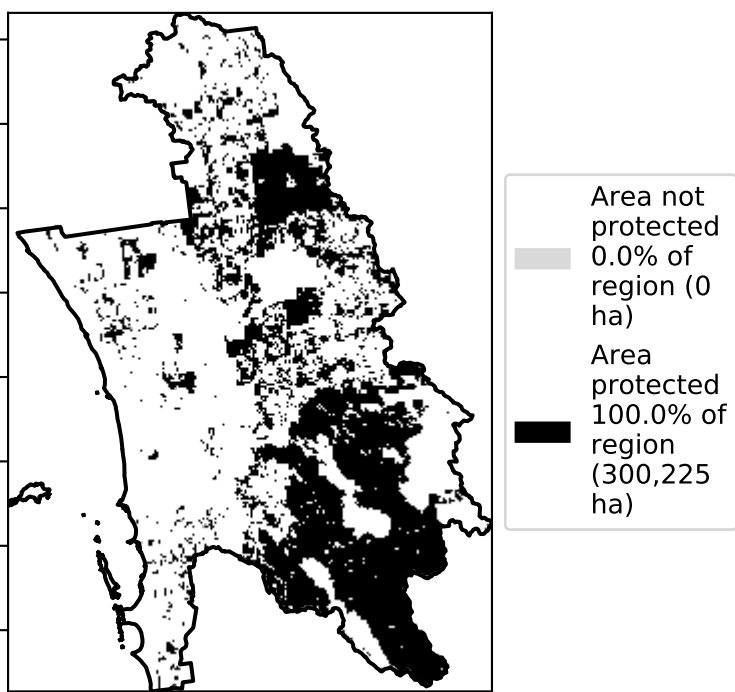 Area not
protected
0.0% of
region (0
ha)
Area
protected
100.0% of
region
(300,225
ha)